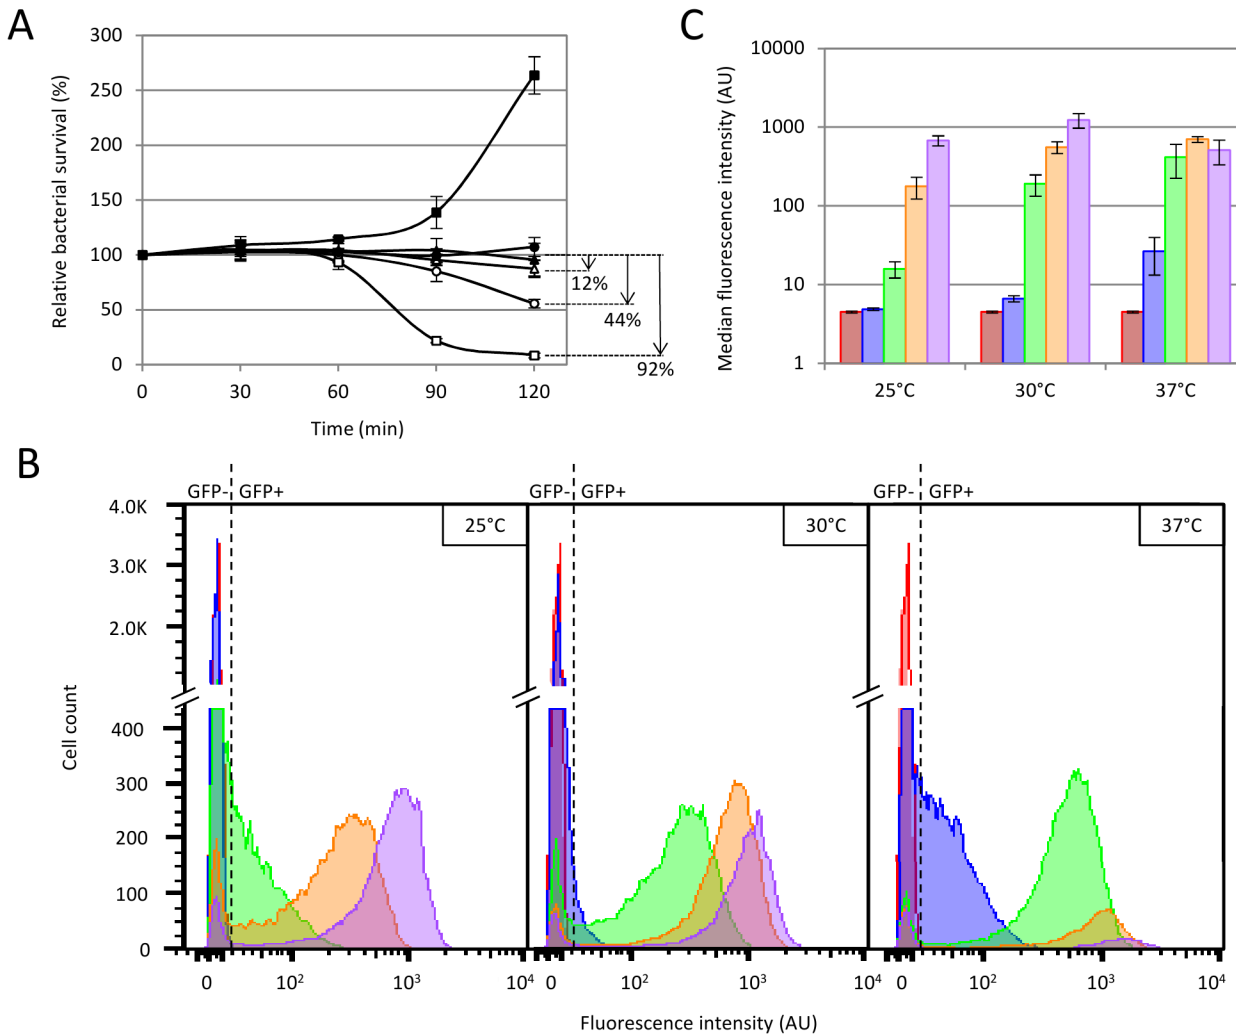 A
300
250
200
150
100
50
0
0 30 60 90 120
Relative bacterial survival (%)
Time (min)
12%
44%
92%
C
10000
1000
100
10
1
25°C 30°C 37°C
Median fluorescence intensity (AU)
B
GFP- GFP+ GFP- GFP+ GFP- GFP+
25°C 30°C 37°C
4.0K
3.0K
2.0K
400
300
200
100
0
Cell count
0 10² 10³ 10⁴ 0 10² 10³ 10⁴ 0 10² 10³ 10⁴
Fluorescence intensity (AU)